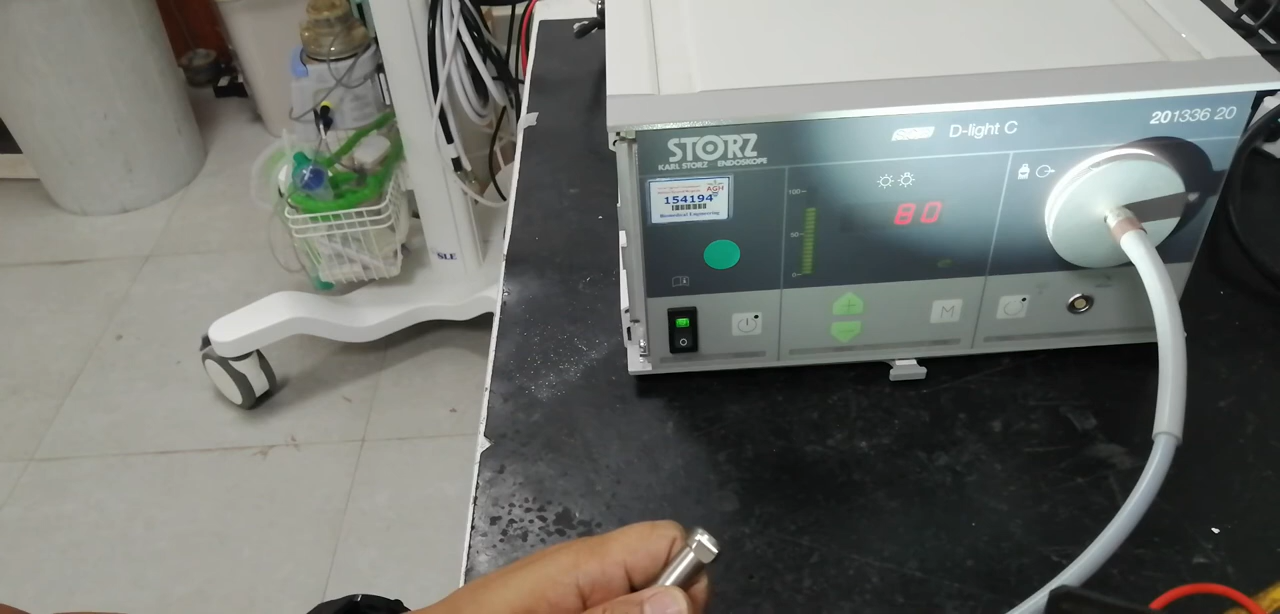 STORZ
KARL STORZ ENDOSKOPE
D-light C
201336 20
AGH
154194
Biomedical Engineering
100
50
0
80
M
SLE